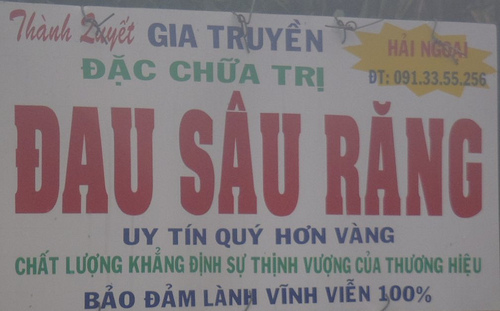 Thành Quyết GIA TRUYỀN
HẢI NGOẠI
ĐT: 091.33.55.256
ĐẶC CHỮA TRỊ
ĐAU SÂU RĂNG
UY TÍN QUÝ HƠN VÀNG
CHẤT LƯỢNG KHẲNG ĐỊNH SỰ THỊNH VƯỢNG CỦA THƯƠNG HIỆU
BẢO ĐẢM LÀNH VĨNH VIỄN 100%